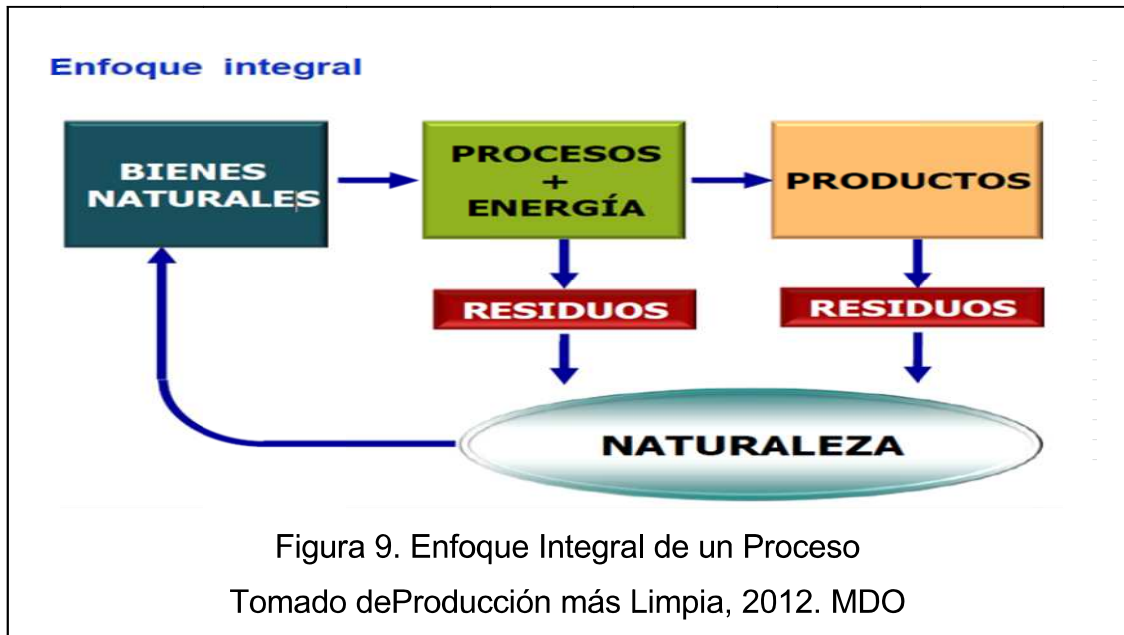 Enfoque integral
BIENES
NATURALES
PROCESOS
+
ENERGÍA
PRODUCTOS
RESIDUOS
RESIDUOS
NATURALEZA
Figura 9. Enfoque Integral de un Proceso
Tomado deProducción más Limpia, 2012. MDO